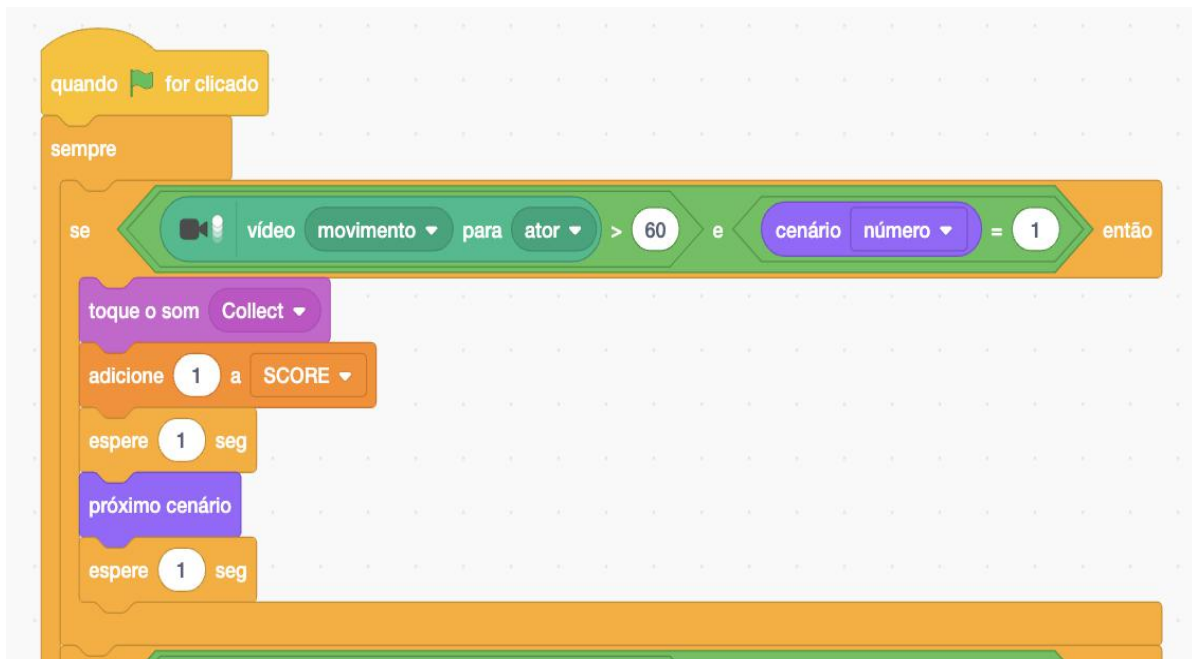 quando for clicado
sempre
se vídeo movimento para ator > 60 e cenário número = 1 então
toque o som Collect
adicione 1 a SCORE
espere 1 seg
próximo cenário
espere 1 seg